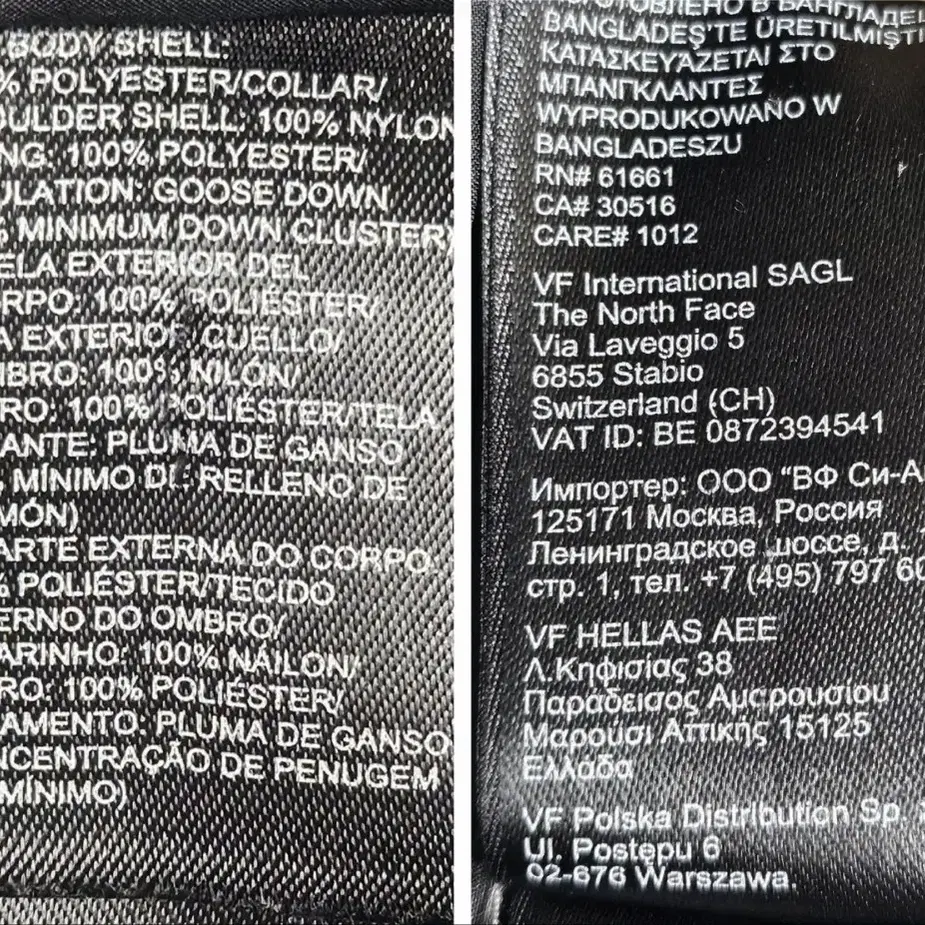 BODY SHELL:
% POLYESTER/COLLAR/
OULDER SHELL: 100% NYLON
NG: 100% POLYESTER/
ULATION: GOOSE DOWN
% MINIMUM DOWN CLUSTER)
ELA EXTERIOR DEL
RPO: 100% POLIÉSTER/
A EXTERIOR CUELLO/
MBRO: 100% NILÓN/
RO: 100% POLIÉSTER/TELA
ANTE: PLUMA DE GANSO
MÍNIMO DE RELLENO DE
MÓN)
ARTE EXTERNA DO CORPO
% POLIÉSTER/TECIDO
ERNO DO OMBRO/
ARINHO: 100% NÁILON/
RO: 100% POLIÉSTER/
AMENTO: PLUMA DE GANSO
NCENTRAÇÃO DE PENUGEM
MÍNIMO)
ГОТОВЛЕНО В БАНГЛАДЕ
BANGLADEŞ'TE ÜRETILMIŞTI
ΚΑΤΑΣΚΕΥΆΖΕΤΑΙ ΣΤΟ
ΜΠΑΝΓΚΛΑΝΤΕΣ
WYPRODUKOWANO W
BANGLADESZU
RN# 61661
CA# 30516
CARE# 1012
VF International SAGL
The North Face
Via Laveggio 5
6855 Stabio
Switzerland (CH)
VAT ID: BE 0872394541
Импортер: ООО “ВФ Си-А
125171 Москва, Россия
Ленинградское шоссе, д.
стр. 1, тел. +7 (495) 797 60
VF HELLAS AEE
Λ.Κηφισίας 38
Παράδεισος Αμαρουσίου
Μαρούσι Αττικής 15125
Ελλάδα
VF Polska Distribution Sp.
Ul. Postępu 6
02-676 Warszawa.